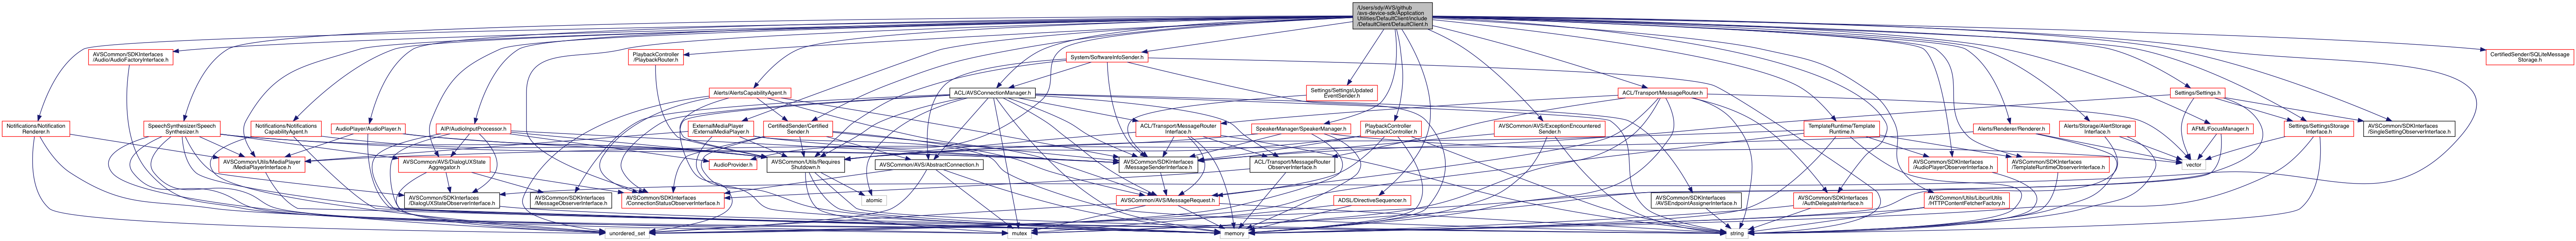 /Users/sdy/AVS/github
/avs-device-sdk/Application
Utilities/DefaultClient/include
/DefaultClient/DefaultClient.h
AVSCommon/SDKInterfaces
/Audio/AudioFactoryInterface.h
PlaybackController
/PlaybackRouter.h
System/SoftwareInfoSender.h
CertifiedSender/SQLiteMessage
Storage.h
Alerts/AlertsCapabilityAgent.h
ACL/AVSConnectionManager.h
Settings/SettingsUpdated
EventSender.h
ACL/Transport/MessageRouter.h
Settings/Settings.h
Notifications/Notification
Renderer.h
SpeechSynthesizer/Speech
Synthesizer.h
Notifications/Notifications
CapabilityAgent.h
AudioPlayer/AudioPlayer.h
AIP/AudioInputProcessor.h
ExternalMediaPlayer
/ExternalMediaPlayer.h
CertifiedSender/Certified
Sender.h
ACL/Transport/MessageRouter
Interface.h
SpeakerManager/SpeakerManager.h
PlaybackController
/PlaybackController.h
AVSCommon/AVS/ExceptionEncountered
Sender.h
TemplateRuntime/Template
Runtime.h
Alerts/Renderer/Renderer.h
Alerts/Storage/AlertStorage
Interface.h
AFML/FocusManager.h
Settings/SettingsStorage
Interface.h
AVSCommon/SDKInterfaces
/SingleSettingObserverInterface.h
AVSCommon/Utils/MediaPlayer
/MediaPlayerInterface.h
AVSCommon/AVS/DialogUXState
Aggregator.h
AudioProvider.h
AVSCommon/Utils/Requires
Shutdown.h
AVSCommon/AVS/AbstractConnection.h
AVSCommon/SDKInterfaces
/MessageSenderInterface.h
ACL/Transport/MessageRouter
ObserverInterface.h
AVSCommon/SDKInterfaces
/AudioPlayerObserverInterface.h
AVSCommon/SDKInterfaces
/TemplateRuntimeObserverInterface.h
vector
AVSCommon/SDKInterfaces
/DialogUXStateObserverInterface.h
AVSCommon/SDKInterfaces
/MessageObserverInterface.h
AVSCommon/SDKInterfaces
/ConnectionStatusObserverInterface.h
atomic
AVSCommon/AVS/MessageRequest.h
ADSL/DirectiveSequencer.h
AVSCommon/SDKInterfaces
/AVSEndpointAssignerInterface.h
AVSCommon/SDKInterfaces
/AuthDelegateInterface.h
AVSCommon/Utils/LibcurlUtils
/HTTPContentFetcherFactory.h
unordered_set
mutex
memory
string